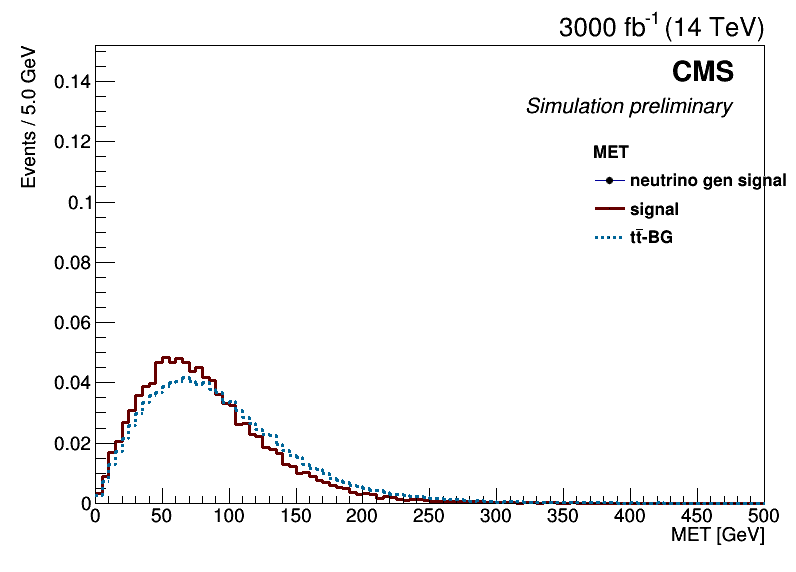 3000 fb⁻¹ (14 TeV)
CMS
Simulation preliminary
Events / 5.0 GeV
0.14
0.12
0.1
0.08
0.06
0.04
0.02
0
MET
neutrino gen signal
signal
tt̄-BG
0 50 100 150 200 250 300 350 400 450 500
MET [GeV]